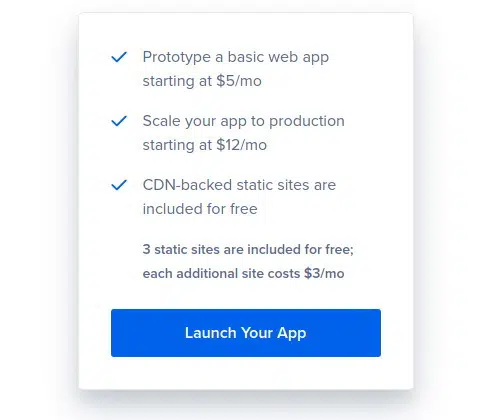 Prototype a basic web app
starting at $5/mo
Scale your app to production
starting at $12/mo
CDN-backed static sites are
included for free
3 static sites are included for free;
each additional site costs $3/mo
Launch Your App